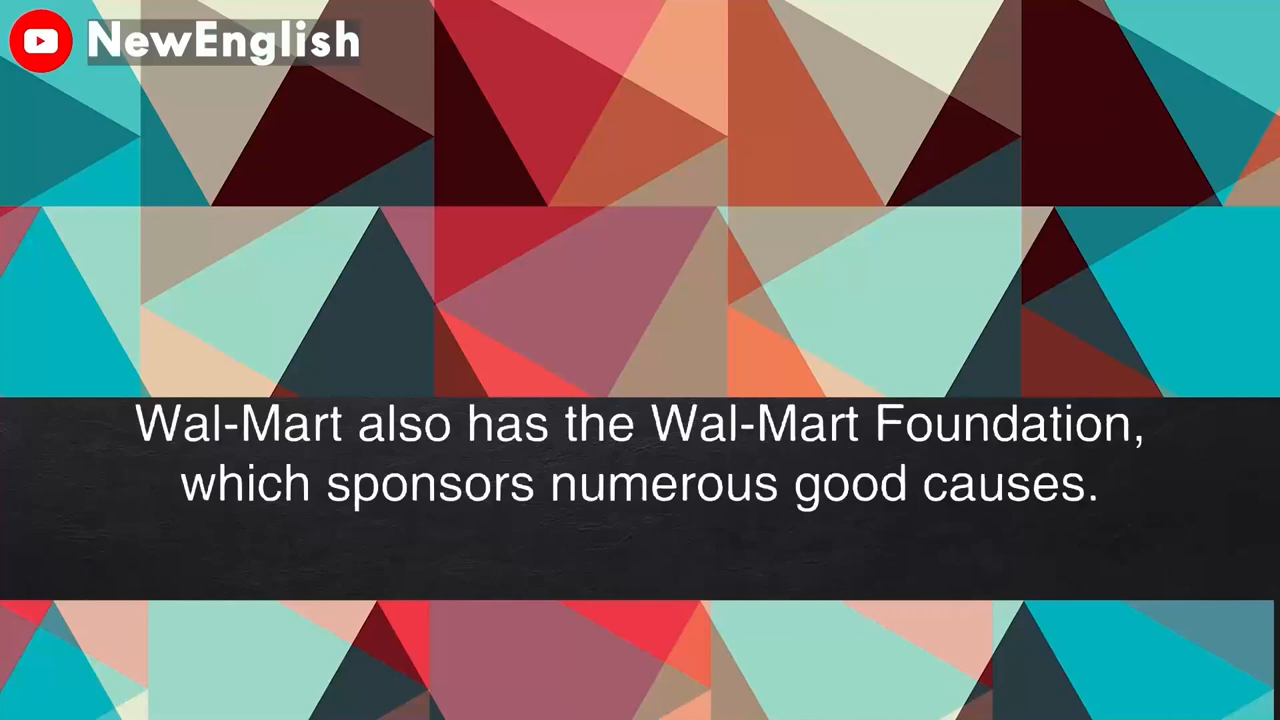 NewEnglish
Wal-Mart also has the Wal-Mart Foundation,
which sponsors numerous good causes.